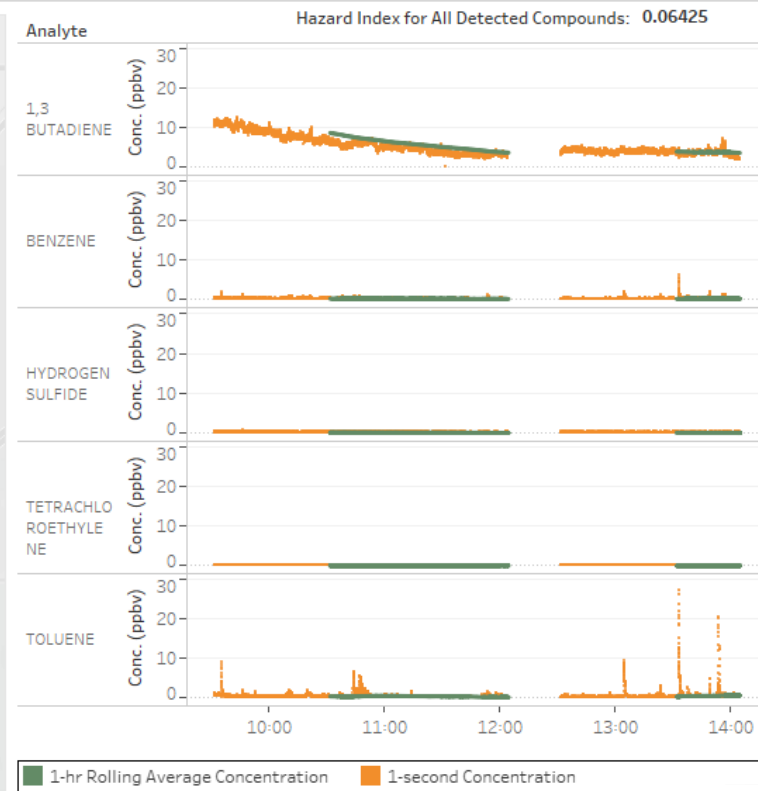 Hazard Index for All Detected Compounds: 0.06425
Analyte
1,3
BUTADIENE
Conc. (ppbv)
30
20
10
0
BENZENE
Conc. (ppbv)
30
20
10
0
HYDROGEN
SULFIDE
Conc. (ppbv)
30
20
10
0
TETRACHLO
ROETHYLE
NE
Conc. (ppbv)
30
20
10
0
TOLUENE
Conc. (ppbv)
30
20
10
0
10:00 11:00 12:00 13:00 14:00
1-hr Rolling Average Concentration 1-second Concentration